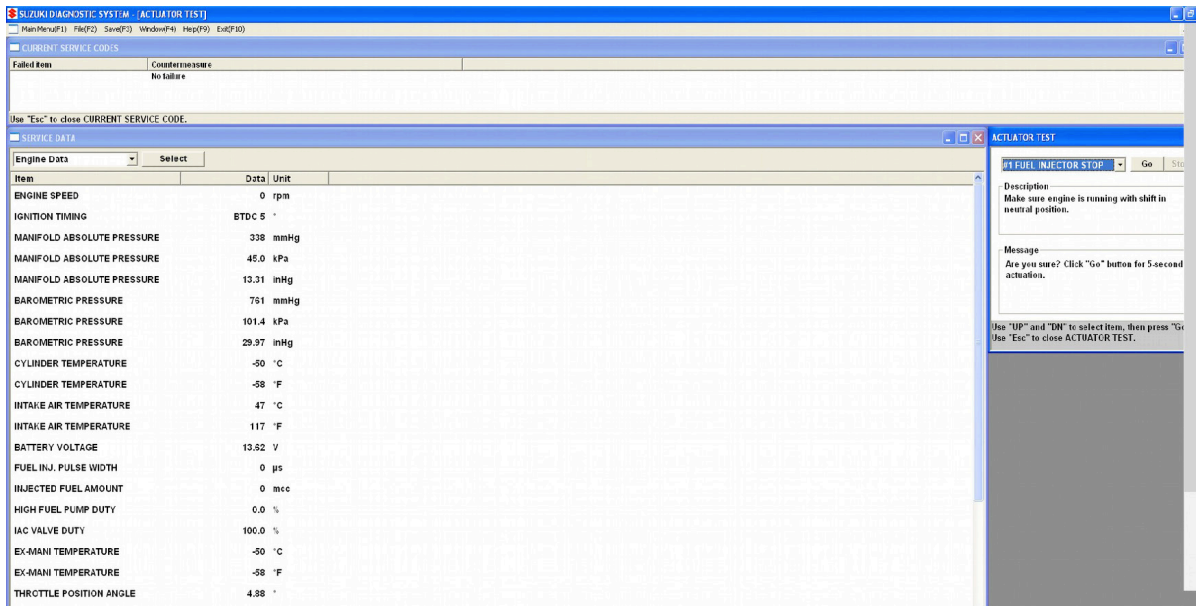 SUZUKI DIAGNOSTIC SYSTEM - [ACTUATOR TEST]
Main Menu(F1) File(F2) Save(F3) Window(F4) Help(F9) Exit(F10)
CURRENT SERVICE CODES
Failed item Countermeasure
No failure
Use "Esc" to close CURRENT SERVICE CODE.
SERVICE DATA
Engine Data Select
Item Data Unit
ENGINE SPEED 0 rpm
IGNITION TIMING BTDC 5 °
MANIFOLD ABSOLUTE PRESSURE 338 mmHg
MANIFOLD ABSOLUTE PRESSURE 45.0 kPa
MANIFOLD ABSOLUTE PRESSURE 13.31 inHg
BAROMETRIC PRESSURE 761 mmHg
BAROMETRIC PRESSURE 101.4 kPa
BAROMETRIC PRESSURE 29.97 inHg
CYLINDER TEMPERATURE -50 °C
CYLINDER TEMPERATURE -58 °F
INTAKE AIR TEMPERATURE 47 °C
INTAKE AIR TEMPERATURE 117 °F
BATTERY VOLTAGE 13.62 V
FUEL INJ. PULSE WIDTH 0 µs
INJECTED FUEL AMOUNT 0 mcc
HIGH FUEL PUMP DUTY 0.0 %
IAC VALVE DUTY 100.0 %
EX-MANI TEMPERATURE -50 °C
EX-MANI TEMPERATURE -58 °F
THROTTLE POSITION ANGLE 4.88 °
ACTUATOR TEST
#1 FUEL INJECTOR STOP Go Sto
Description
Make sure engine is running with shift in
neutral position.
Message
Are you sure? Click "Go" button for 5-second
actuation.
Use "UP" and "DN" to select item, then press "Go
Use "Esc" to close ACTUATOR TEST.